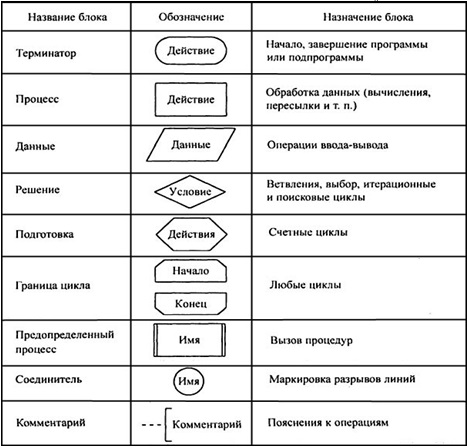 Название блока
Обозначение
Назначение блока
Терминатор
Действие
Начало, завершение программы
или подпрограммы
Процесс
Действие
Обработка данных (вычисления,
пересылки и т. п.)
Данные
Данные
Операции ввода-вывода
Решение
Условие
Ветвления, выбор, итерационные
и поисковые циклы
Подготовка
Действия
Счетные циклы
Граница цикла
Начало
Конец
Любые циклы
Предопределенный
процесс
Имя
Вызов процедур
Соединитель
Имя
Маркировка разрывов линий
Комментарий
Комментарий
Пояснения к операциям